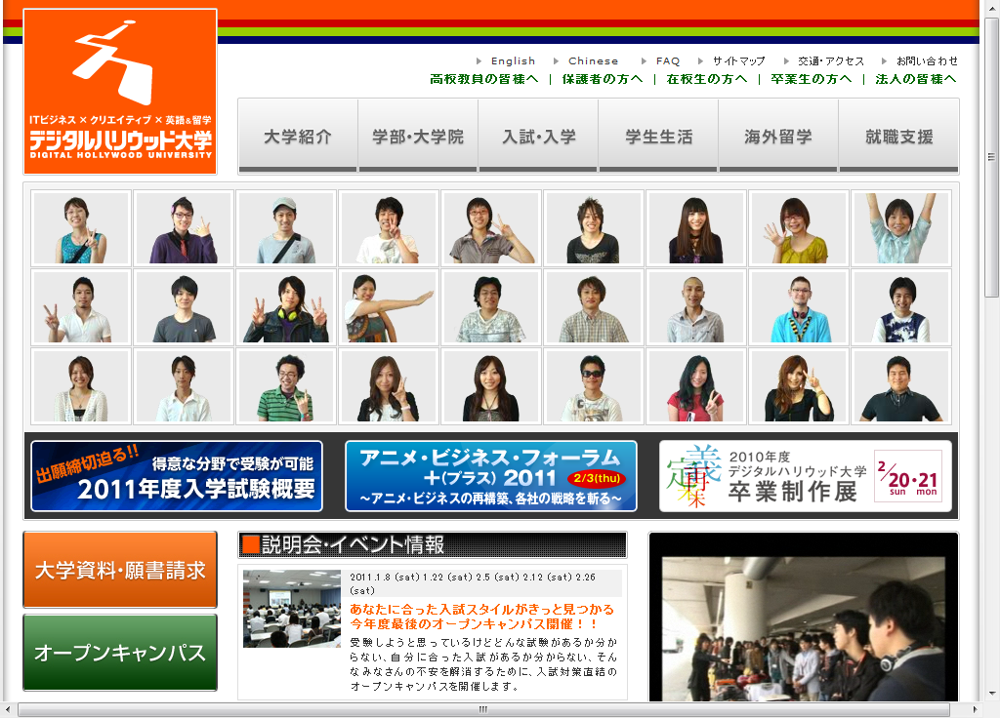 English Chinese FAQ サイトマップ 交通・アクセス お問い合わせ
高校教員の皆様へ | 保護者の方へ | 在校生の方へ | 卒業生の方へ | 法人の皆様へ
ITビジネス × クリエイティブ × 英語&留学
デジタルハリウッド大学
DIGITAL HOLLYWOOD UNIVERSITY
大学紹介 学部・大学院 入試・入学 学生生活 海外留学 就職支援
出願締切迫る!!
得意な分野で受験が可能
2011年度入学試験概要
アニメ・ビジネス・フォーラム
+(プラス) 2011 2/3(thu)
～アニメ・ビジネスの再構築、各社の戦略を斬る～
2010年度
デジタルハリウッド大学
卒業制作展
2/20・21
sun mon
大学資料・願書請求
オープンキャンパス
説明会・イベント情報
2011.1.8 (sat) 1.22 (sat) 2.5 (sat) 2.12 (sat) 2.26
(sat)
あなたに合った入試スタイルがきっと見つかる
今年度最後のオープンキャンパス開催！！
受験しようと思っているけどどんな試験があるか分か
らない、自分に合った入試があるか分からない、そん
なみなさんの不安を解消するために、入試対策直結の
オープンキャンパスを開催します。